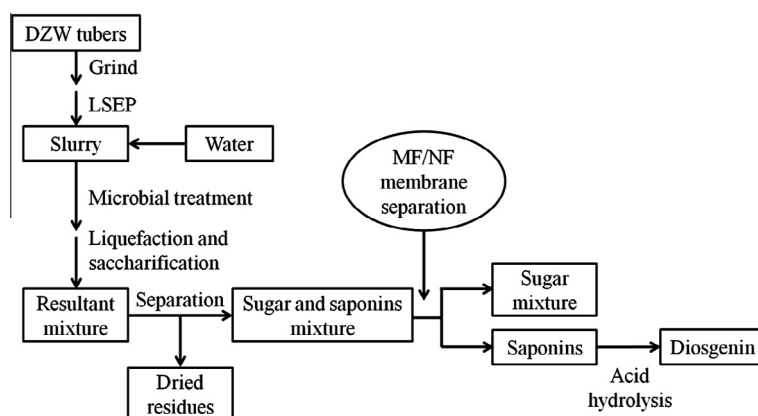 DZW tubers
Grind
LSEP
Slurry
Water
Microbial treatment
Liquefaction and
saccharification
MF/NF
membrane
separation
Resultant
mixture
Separation
Sugar and saponins
mixture
Sugar
mixture
Saponins
Diosgenin
Acid
hydrolysis
Dried
residues